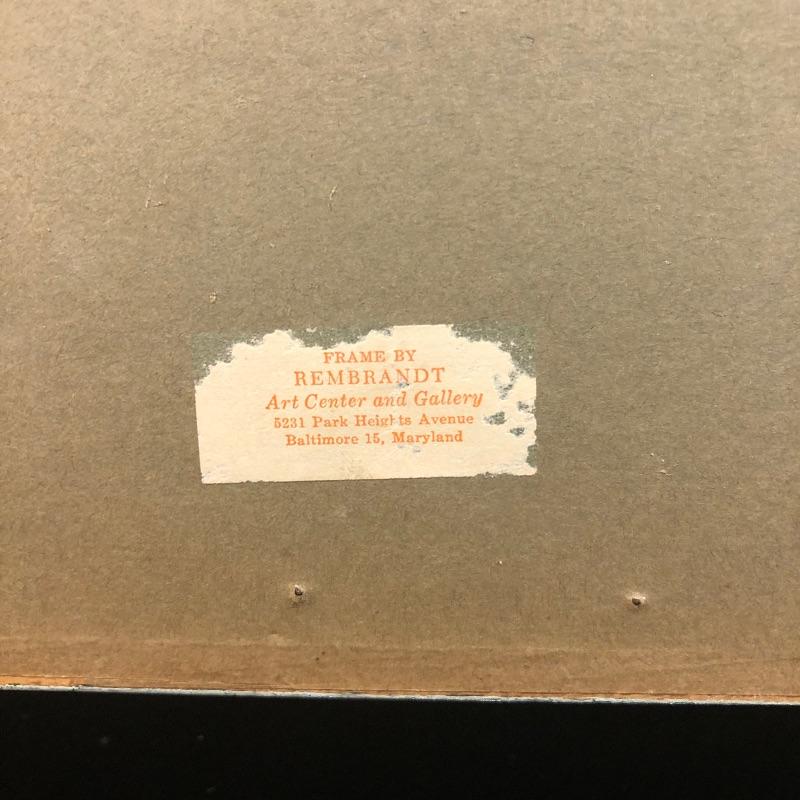 FRAME BY
REMBRANDT
Art Center and Gallery
5231 Park Heights Avenue
Baltimore 15, Maryland